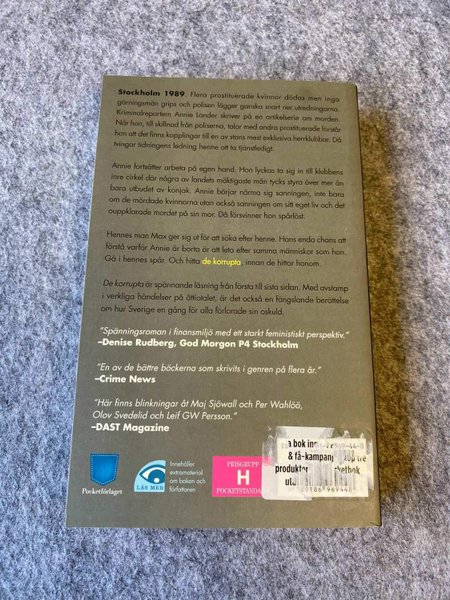 Stockholm 1989. Flera prostituerade kvinnor dödas men inga
gärningsmän grips och polisen lägger ganska snart ner utredningarna.
Kriminalreportern Annie Lander skriver på en artikelserie om morden.
När hon, till skillnad från poliserna, talar med andra prostituerade förstår
hon att det finns kopplingar till en av stans mest exklusiva herrklubbar. Då
tvingar tidningens ledning henne att ta tjänstledigt.
Annie fortsätter arbeta på egen hand. Hon lyckas ta sig in till klubbens
inre cirkel där några av landets mäktigaste män tycks styra över mer än
bara utbudet av konjak. Annie börjar närma sig sanningen, inte bara
om de mördade kvinnorna utan också sanningen om sitt eget liv och det
ouppklarade mordet på sin mor. Då försvinner hon spårlöst.
Hennes man Max ger sig ut för att söka efter henne. Hans enda chans att
förstå varför Annie är borta är att leta efter samma människor som han.
Gå i hennes spår. Och hitta de korrupta, innan de hittar honom.
De korrupta är spännande läsning från första till sista sidan. Med avstamp
i verkliga händelser på åttiotalet, är det också en fängslande berättelse
om hur Sverige en gång för alla förlorade sin oskuld.
"Spänningsroman i finansmiljö med ett starkt feministiskt perspektiv."
–Denise Rudberg, God Morgon P4 Stockholm
"En av de bättre böckerna som skrivits i genren på flera år."
–Crime News
"Här finns blinkningar åt Maj Sjöwall och Per Wahlöö,
Olov Svedelid och Leif GW Persson."
–DAST Magazine
Pocketförlaget
LÄS MER
Innehåller
extramaterial
om boken och
författaren
PRISGRUPP
H
POCKETSTANDARD
a bok in
& få-kampanj
produkter